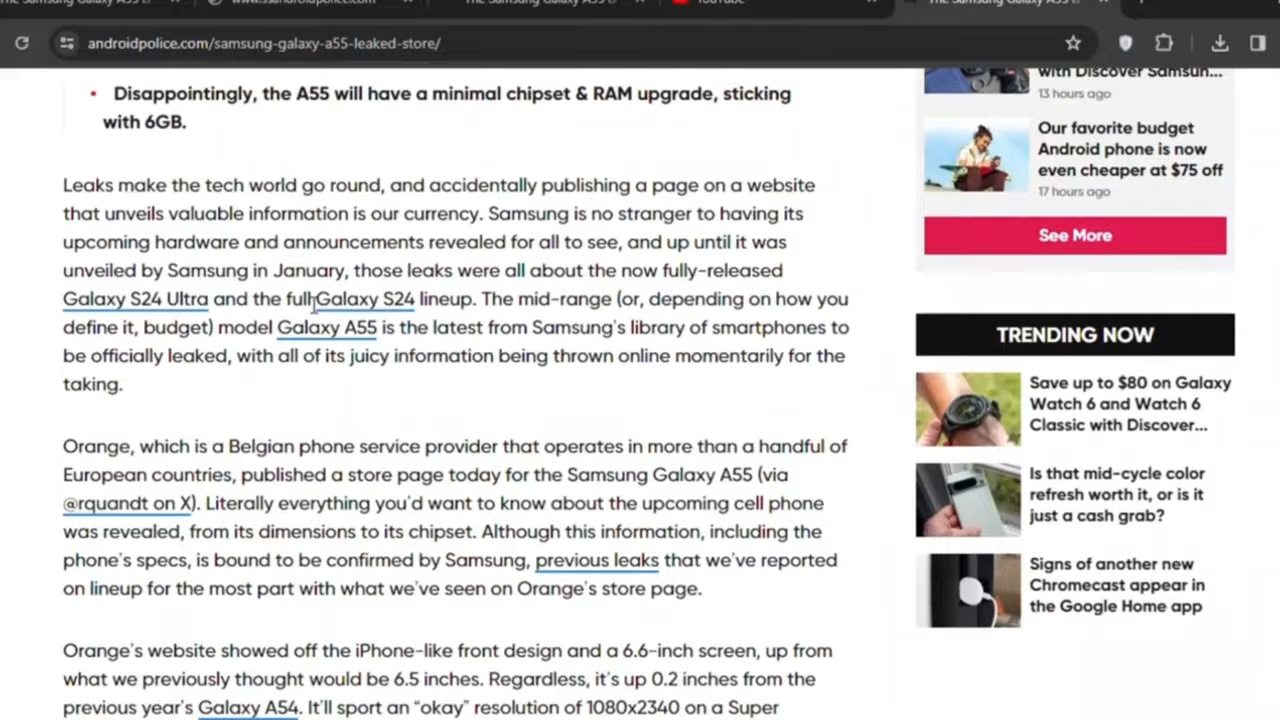 www.ssandroidpolice.com
The Samsung Galaxy A55 is
YouTube
The Samsung Galaxy A55 is
androidpolice.com/samsung-galaxy-a55-leaked-store/
Disappointingly, the A55 will have a minimal chipset & RAM upgrade, sticking
with 6GB.
Leaks make the tech world go round, and accidentally publishing a page on a website
that unveils valuable information is our currency. Samsung is no stranger to having its
upcoming hardware and announcements revealed for all to see, and up until it was
unveiled by Samsung in January, those leaks were all about the now fully-released
Galaxy S24 Ultra and the full Galaxy S24 lineup. The mid-range (or, depending on how you
define it, budget) model Galaxy A55 is the latest from Samsung's library of smartphones to
be officially leaked, with all of its juicy information being thrown online momentarily for the
taking.
Orange, which is a Belgian phone service provider that operates in more than a handful of
European countries, published a store page today for the Samsung Galaxy A55 (via
@rquandt on X). Literally everything you'd want to know about the upcoming cell phone
was revealed, from its dimensions to its chipset. Although this information, including the
phone's specs, is bound to be confirmed by Samsung, previous leaks that we've reported
on lineup for the most part with what we've seen on Orange's store page.
Orange's website showed off the iPhone-like front design and a 6.6-inch screen, up from
what we previously thought would be 6.5 inches. Regardless, it's up 0.2 inches from the
previous year's Galaxy A54. It'll sport an "okay" resolution of 1080x2340 on a Super
with Discover Samsun...
13 hours ago
Our favorite budget
Android phone is now
even cheaper at $75 off
17 hours ago
See More
TRENDING NOW
Save up to $80 on Galaxy
Watch 6 and Watch 6
Classic with Discover...
Is that mid-cycle color
refresh worth it, or is it
just a cash grab?
Signs of another new
Chromecast appear in
the Google Home app